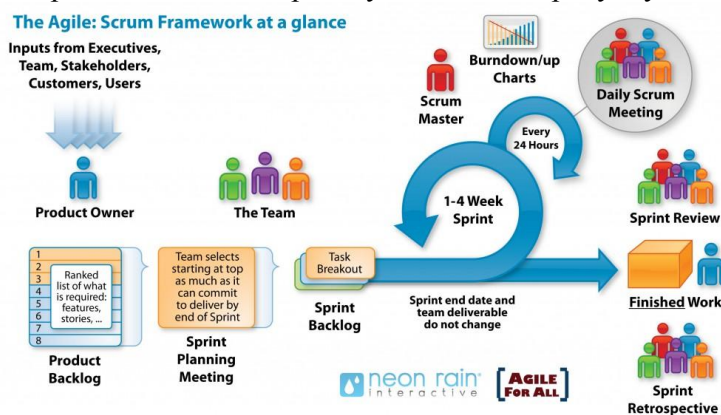 The Agile: Scrum Framework at a glance
Inputs from Executives,
Team, Stakeholders,
Customers, Users
Product Owner
The Team
Scrum
Master
Burndown/up
Charts
Daily Scrum
Meeting
Every
24 Hours
1-4 Week
Sprint
Sprint Review
1
2
3
4
5
6
7
8
Ranked
list of what
is required:
features,
stories, ...
Product
Backlog
Team selects
starting at top
as much as it
can commit
to deliver by
end of Sprint
Sprint
Planning
Meeting
Task
Breakout
Sprint
Backlog
Sprint end date and
team deliverable
do not change
Finished Work
Sprint
Retrospective
neon rain
interactive
AGILE
FOR ALL